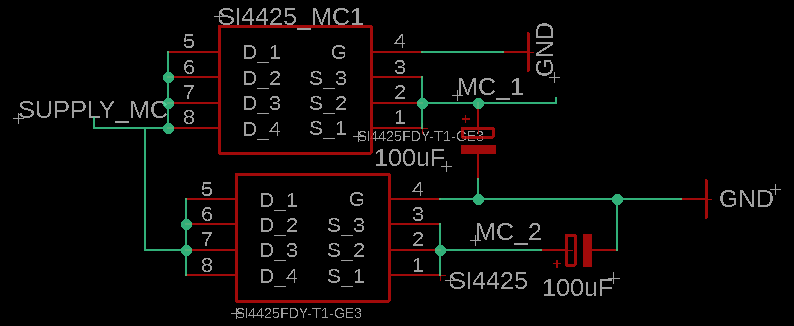 SI4425_MC1
5 D_1 G 4 GND
6 D_2 S_3 3
7 D_3 S_2 2 MC_1
SUPPLY_MC 8 D_4 S_1 1
SI4425FDY-T1-GE3
100uF
5 D_1 G 4 GND
6 D_2 S_3 3
7 D_3 S_2 2 MC_2
8 D_4 S_1 1 SI4425
100uF
SI4425FDY-T1-GE3